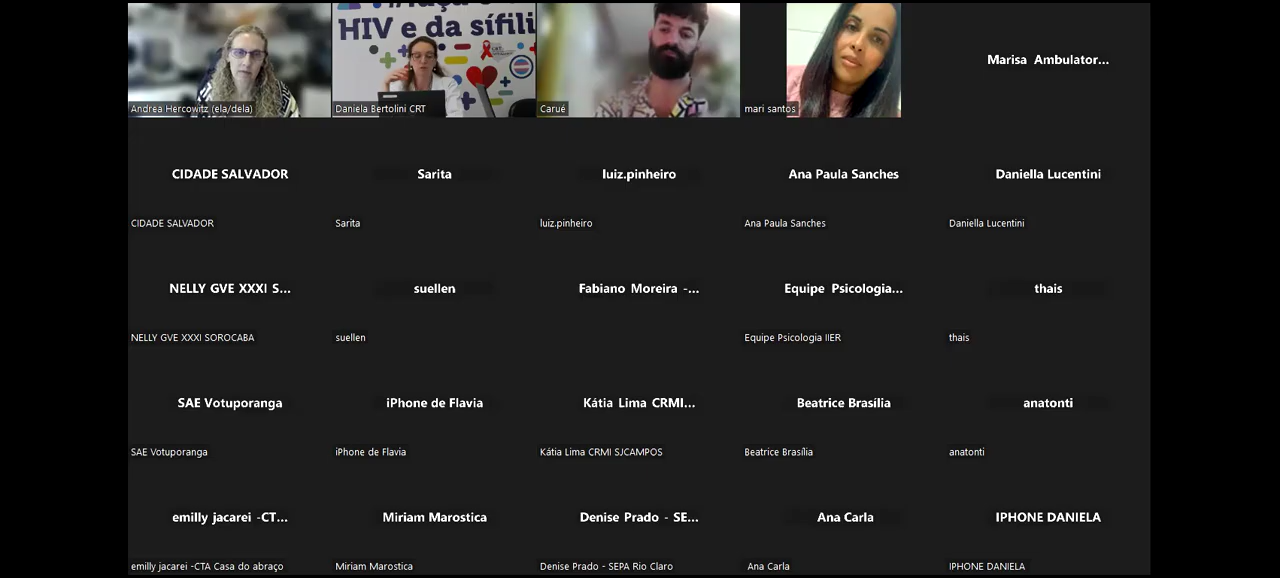 HIV e da sífili
Andrea Hercowitz (ela/dela)
Daniela Bertolini CRT
Carué
mari santos
Marisa Ambulator...
CIDADE SALVADOR
Sarita
luiz.pinheiro
Ana Paula Sanches
Daniella Lucentini
CIDADE SALVADOR
Sarita
luiz.pinheiro
Ana Paula Sanches
Daniella Lucentini
NELLY GVE XXXI S...
suellen
Fabiano Moreira -...
Equipe Psicologia...
thais
NELLY GVE XXXI SOROCABA
suellen
Equipe Psicologia IIER
thais
SAE Votuporanga
iPhone de Flavia
Kátia Lima CRMI...
Beatrice Brasília
anatonti
SAE Votuporanga
iPhone de Flavia
Kátia Lima CRMI SJCAMPOS
Beatrice Brasília
anatonti
emilly jacarei -CT...
Miriam Marostica
Denise Prado - SE...
Ana Carla
IPHONE DANIELA
emilly jacarei -CTA Casa do abraço
Miriam Marostica
Denise Prado - SEPA Rio Claro
Ana Carla
IPHONE DANIELA